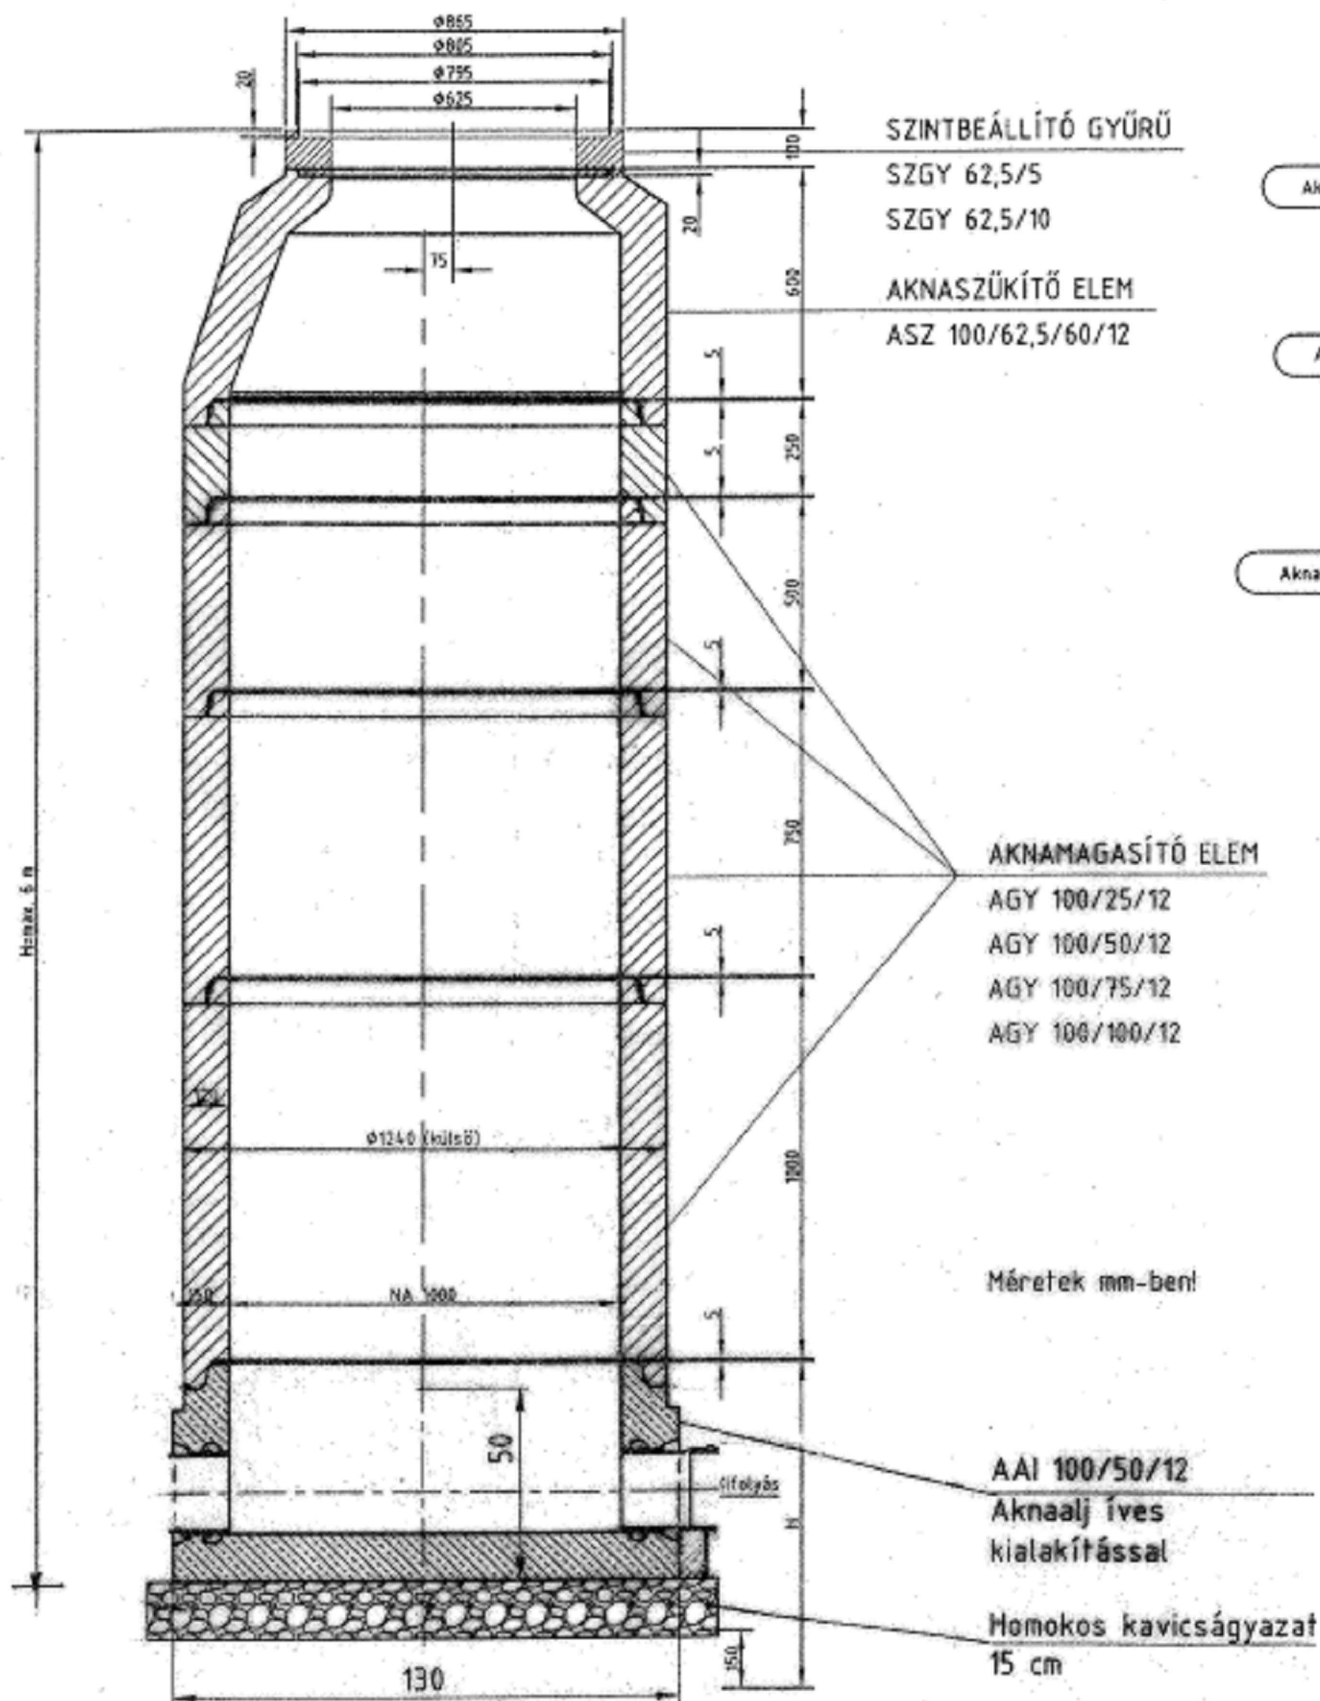 Ø865
Ø805
Ø795
Ø625
20
100
20
75
600
5
250
5
500
5
750
5
1000
5
H=max. 6 m
120
Ø1240 (külső)
150
NA 1000
50
kifolyás
H
150
130
SZINTBEÁLLÍTÓ GYŰRŰ
SZGY 62,5/5
SZGY 62,5/10
AKNASZŰKÍTŐ ELEM
ASZ 100/62,5/60/12
AKNAMAGASÍTÓ ELEM
AGY 100/25/12
AGY 100/50/12
AGY 100/75/12
AGY 100/100/12
Méretek mm-ben!
AAI 100/50/12
Aknaalj íves
kialakítással
Homokos kavicságyazat
15 cm
Akna